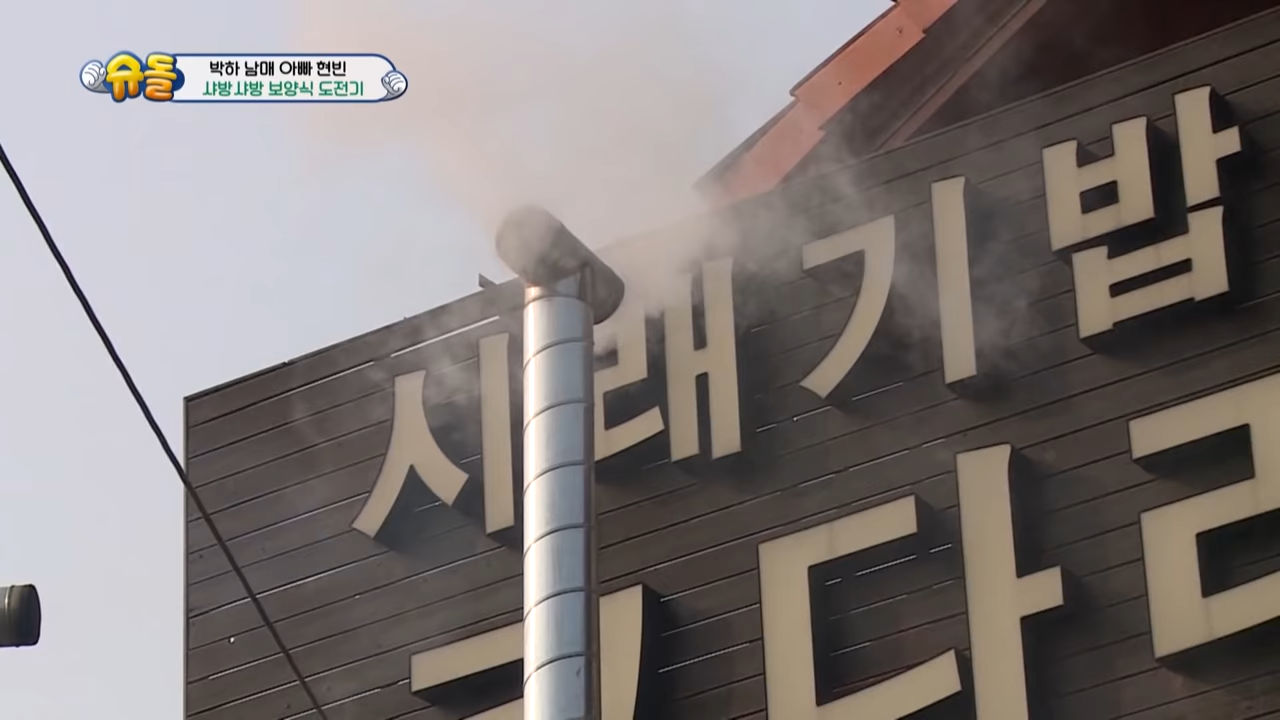 슈돌
박하 남매 아빠 현빈
샤방샤방 보양식 도전기
시래기밥
다